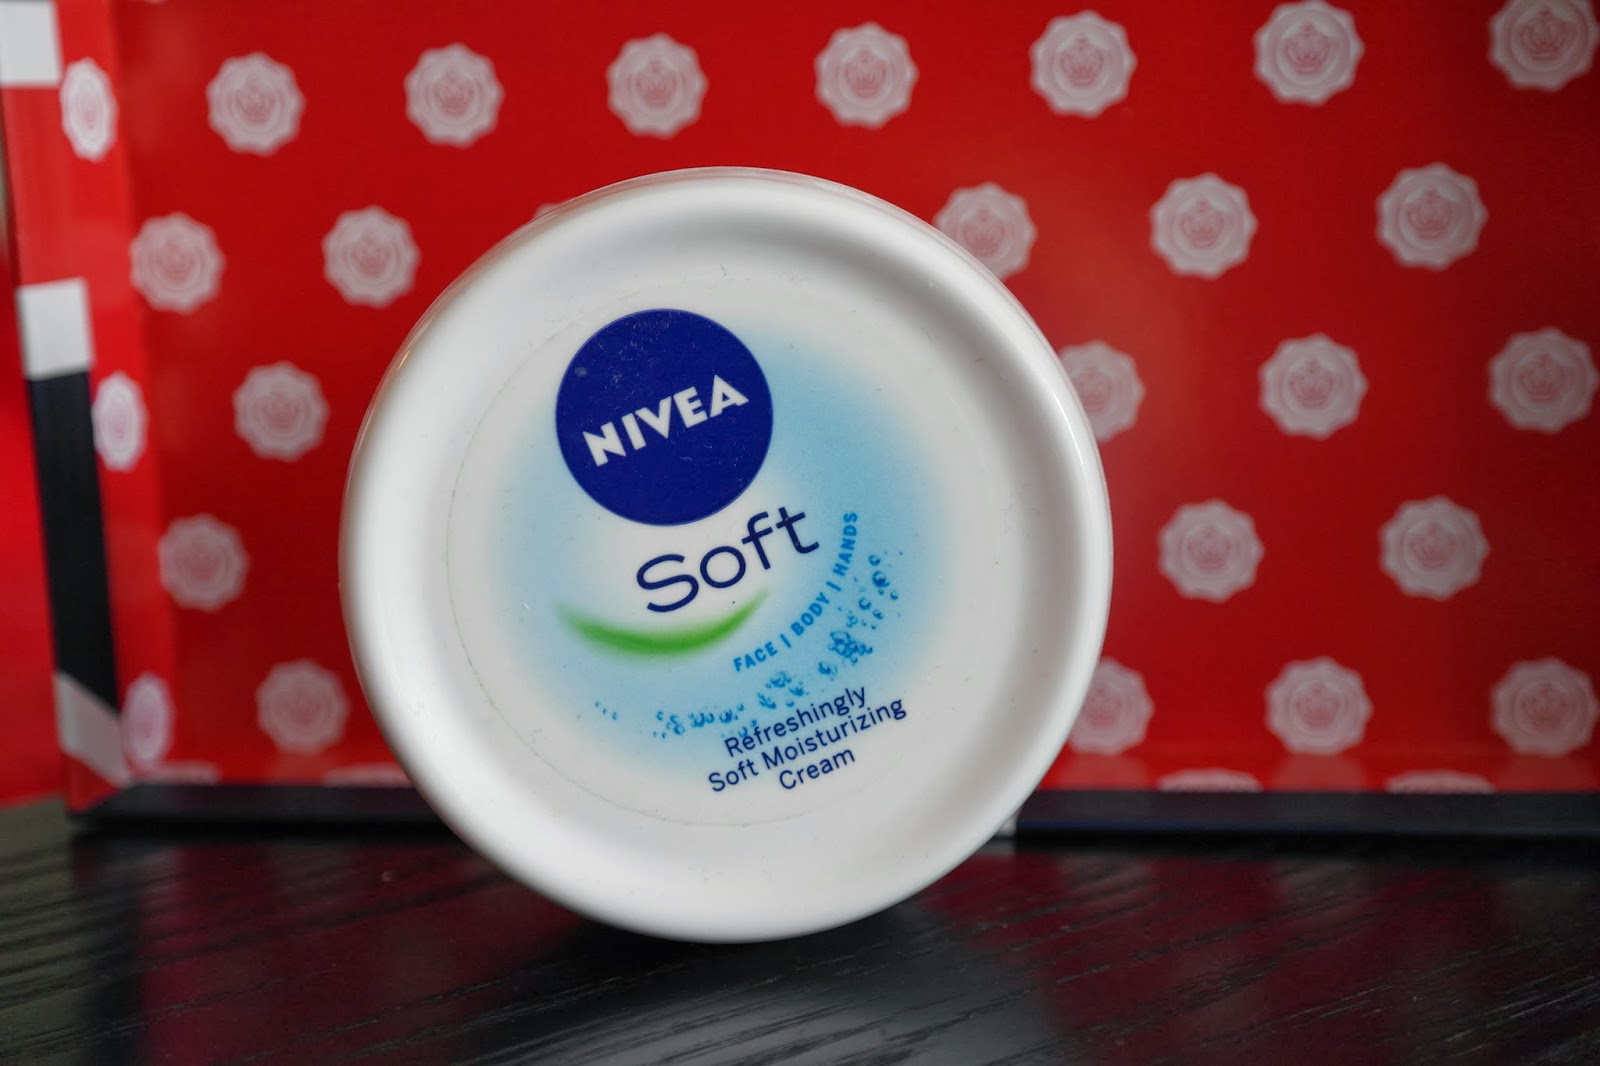 NIVEA
Soft
FACE | BODY | HANDS
Refreshingly
Soft Moisturizing
Cream